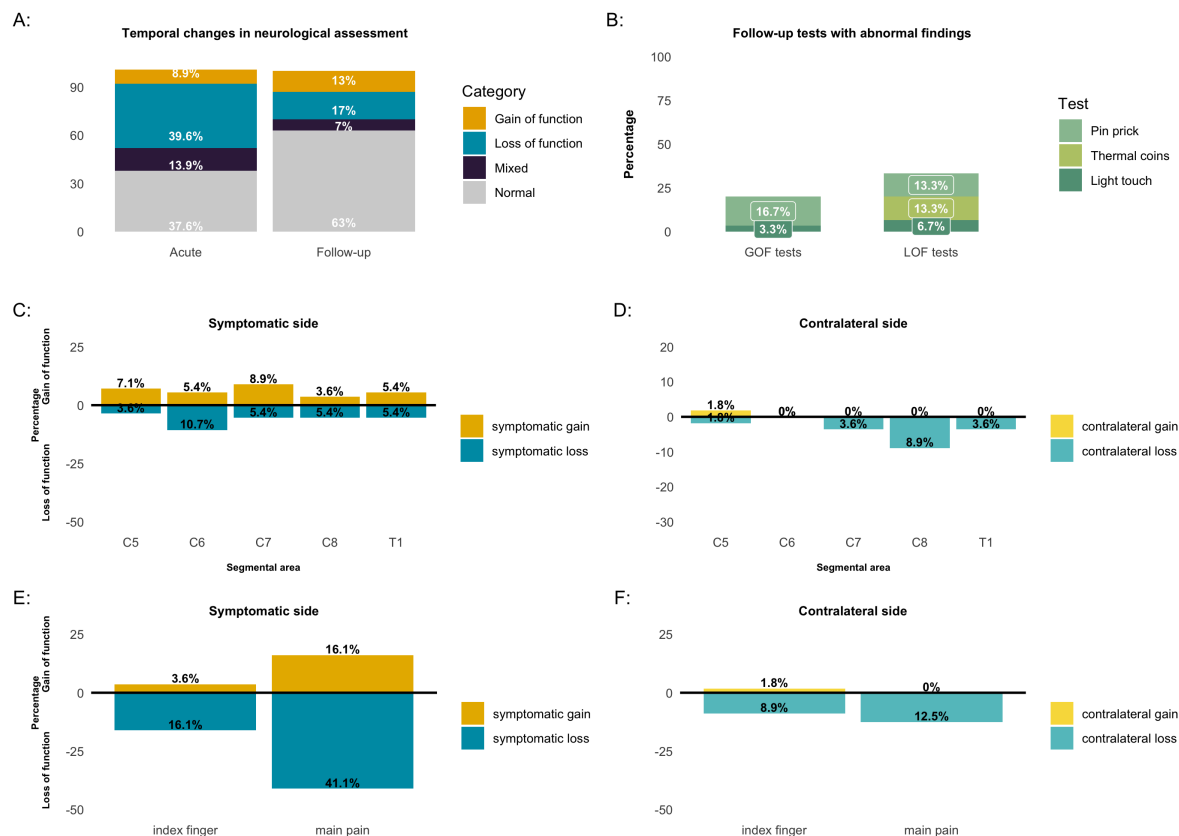 A:
Temporal changes in neurological assessment
90
60
30
0
8.9%
39.6%
13.9%
37.6%
13%
17%
7%
63%
Acute
Follow-up
Category
Gain of function
Loss of function
Mixed
Normal
B:
Follow-up tests with abnormal findings
Percentage
100
75
50
25
0
16.7%
3.3%
13.3%
13.3%
6.7%
GOF tests
LOF tests
Test
Pin prick
Thermal coins
Light touch
C:
Symptomatic side
Percentage
Gain of function
Loss of function
25
0
-25
-50
7.1%
5.4%
8.9%
3.6%
5.4%
3.6%
10.7%
5.4%
5.4%
5.4%
C5
C6
C7
C8
T1
Segmental area
symptomatic gain
symptomatic loss
D:
Contralateral side
20
10
0
-10
-20
-30
1.8%
0%
0%
0%
0%
1.8%
3.6%
8.9%
3.6%
C5
C6
C7
C8
T1
Segmental area
contralateral gain
contralateral loss
E:
Symptomatic side
Percentage
Gain of function
Loss of function
25
0
-25
-50
3.6%
16.1%
16.1%
41.1%
index finger
main pain
symptomatic gain
symptomatic loss
F:
Contralateral side
25
0
-25
-50
1.8%
0%
8.9%
12.5%
index finger
main pain
contralateral gain
contralateral loss